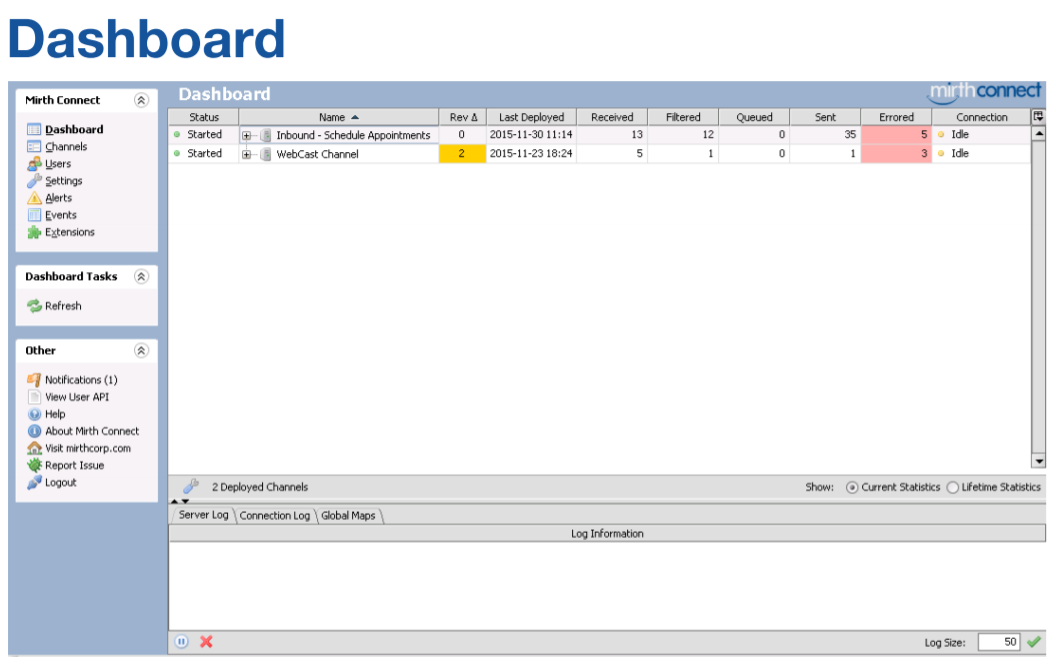 Dashboard
Mirth Connect
Dashboard
Channels
Users
Settings
Alerts
Events
Extensions
Dashboard Tasks
Refresh
Other
Notifications (1)
View User API
Help
About Mirth Connect
Visit mirthcorp.com
Report Issue
Logout
Dashboard
mirth connect
Status Name Rev Δ Last Deployed Received Filtered Queued Sent Errored Connection
Started Inbound - Schedule Appointments 0 2015-11-30 11:14 13 12 0 35 5 Idle
Started WebCast Channel 2 2015-11-23 18:24 5 1 0 1 3 Idle
2 Deployed Channels Show: Current Statistics Lifetime Statistics
Server Log Connection Log Global Maps
Log Information
Log Size: 50